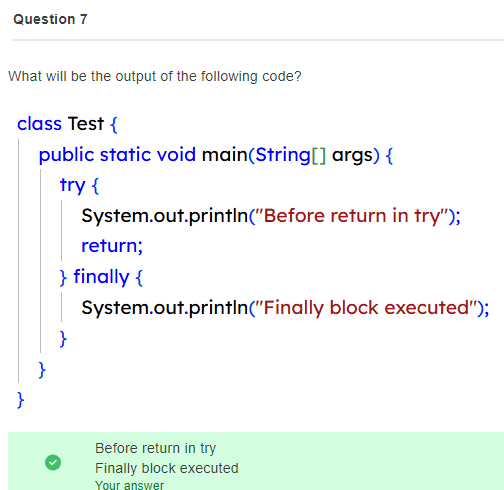 Question 7
What will be the output of the following code?
class Test {
public static void main(String[] args) {
try {
System.out.println("Before return in try");
return;
} finally {
System.out.println("Finally block executed");
}
}
}
Before return in try
Finally block executed
Your answer